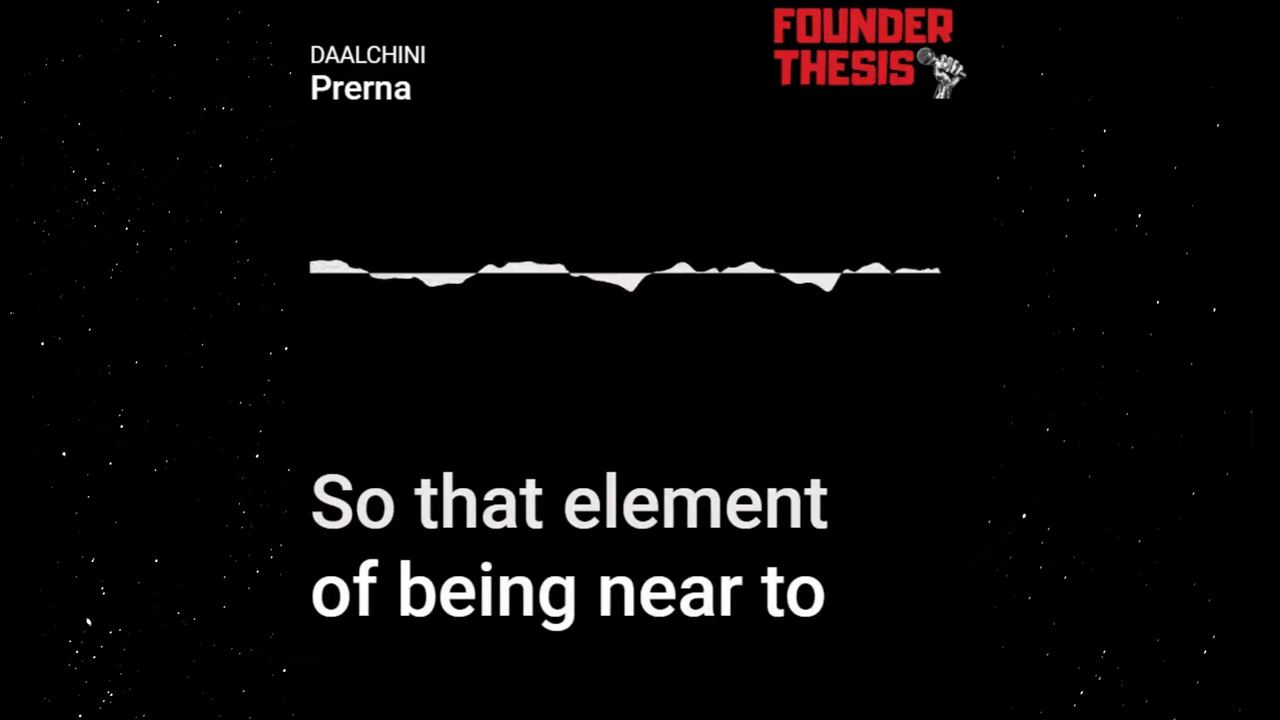 DAALCHINI
Prerna
FOUNDER
THESIS
So that element
of being near to